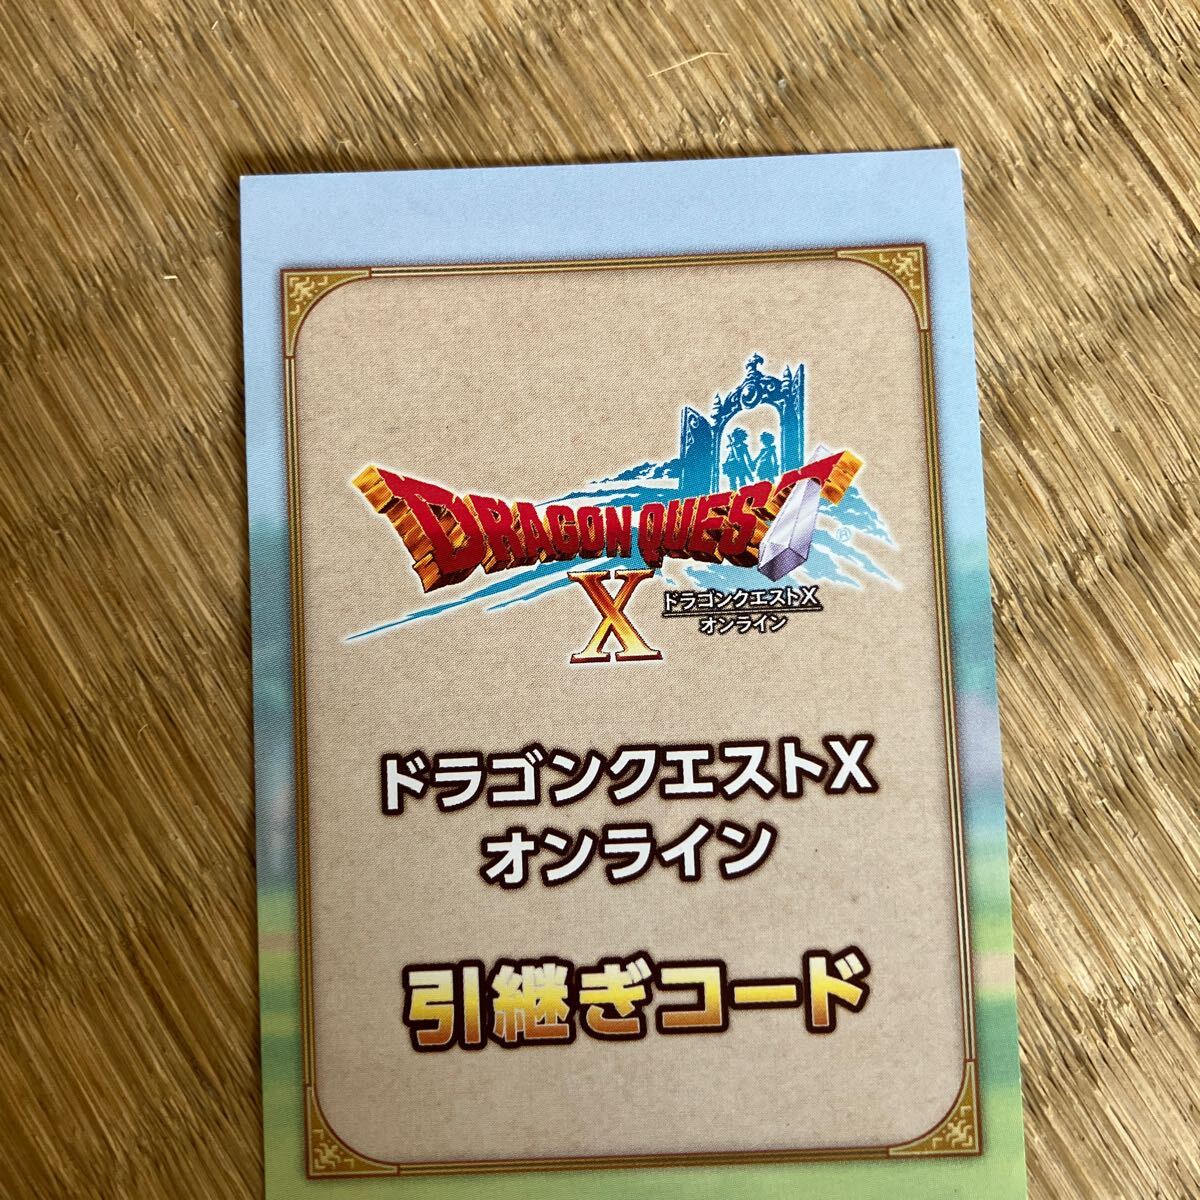 DRAGON QUEST
X
ドラゴンクエストX
オンライン
®
ドラゴンクエストX
オンライン
引継ぎコード